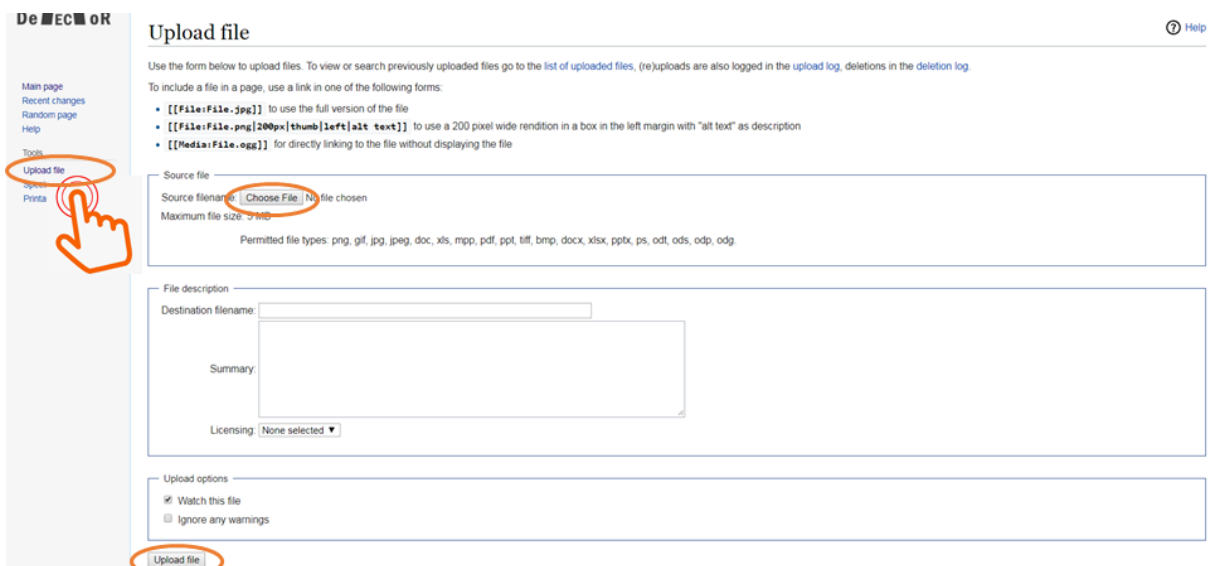 Upload file
Help
Use the form below to upload files. To view or search previously uploaded files go to the list of uploaded files, (re)uploads are also logged in the upload log, deletions in the deletion log.
To include a file in a page, use a link in one of the following forms:
[[File:File.jpg]] to use the full version of the file
[[File:File.png|200px|thumb|left|alt text]] to use a 200 pixel wide rendition in a box in the left margin with "alt text" as description
[[Media:File.ogg]] for directly linking to the file without displaying the file
Main page
Recent changes
Random page
Help
Tools
Upload file
Printa
Source file
Source filename: Choose File No file chosen
Maximum file size: 5 MB
Permitted file types: png, gif, jpg, jpeg, doc, xls, mpp, pdf, ppt, tiff, bmp, docx, xlsx, pptx, ps, odt, ods, odp, odg.
File description
Destination filename:
Summary:
Licensing: None selected
Upload options
Watch this file
Ignore any warnings
Upload file